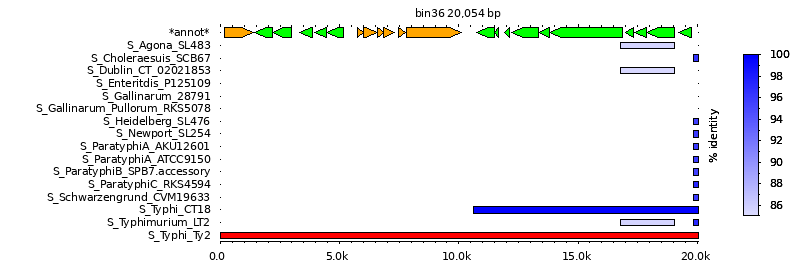 bin36 20,054 bp
*annot*
S_Agona_SL483
S_Choleraesuis_SCB67
S_Dublin_CT_02021853
S_Enteritdis_P125109
S_Gallinarum_28791
S_Gallinarum_Pullorum_RKS5078
S_Heidelberg_SL476
S_Newport_SL254
S_ParatyphiA_AKU12601
S_ParatyphiA_ATCC9150
S_ParatyphiB_SPB7.accessory
S_ParatyphiC_RKS4594
S_Schwarzengrund_CVM19633
S_Typhi_CT18
S_Typhimurium_LT2
S_Typhi_Ty2
0.0 5.0k 10.0k 15.0k 20.0k
% identity
100
98
96
94
92
90
88
86